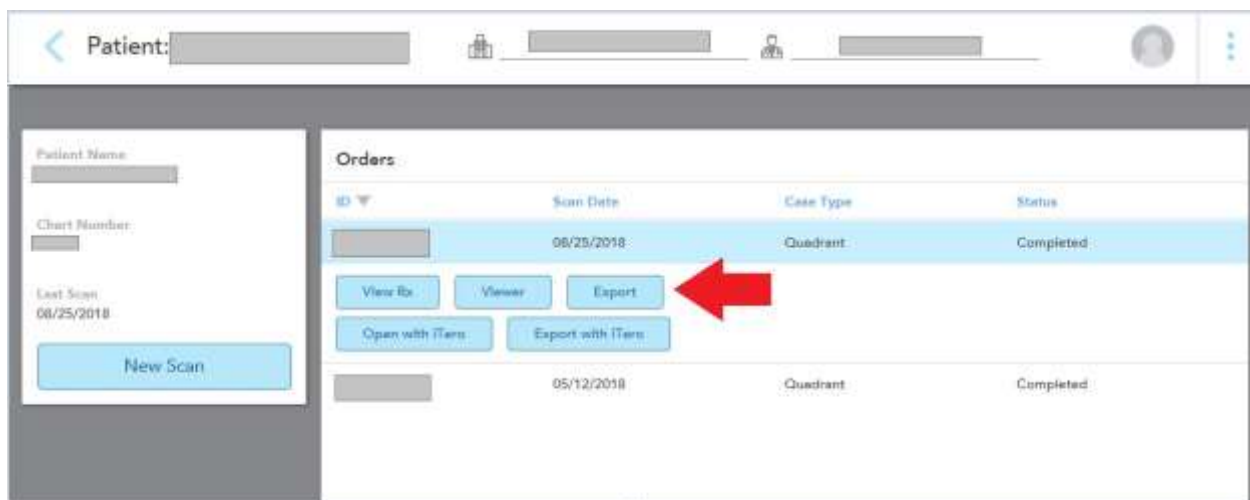 Patient:
Patient Name
Chart Number
Last Scan
08/25/2018
New Scan
Orders
ID Scan Date Case Type Status
08/25/2018 Quadrant Completed
View Rx Viewer Export
Open with iTero Export with iTero
05/12/2018 Quadrant Completed